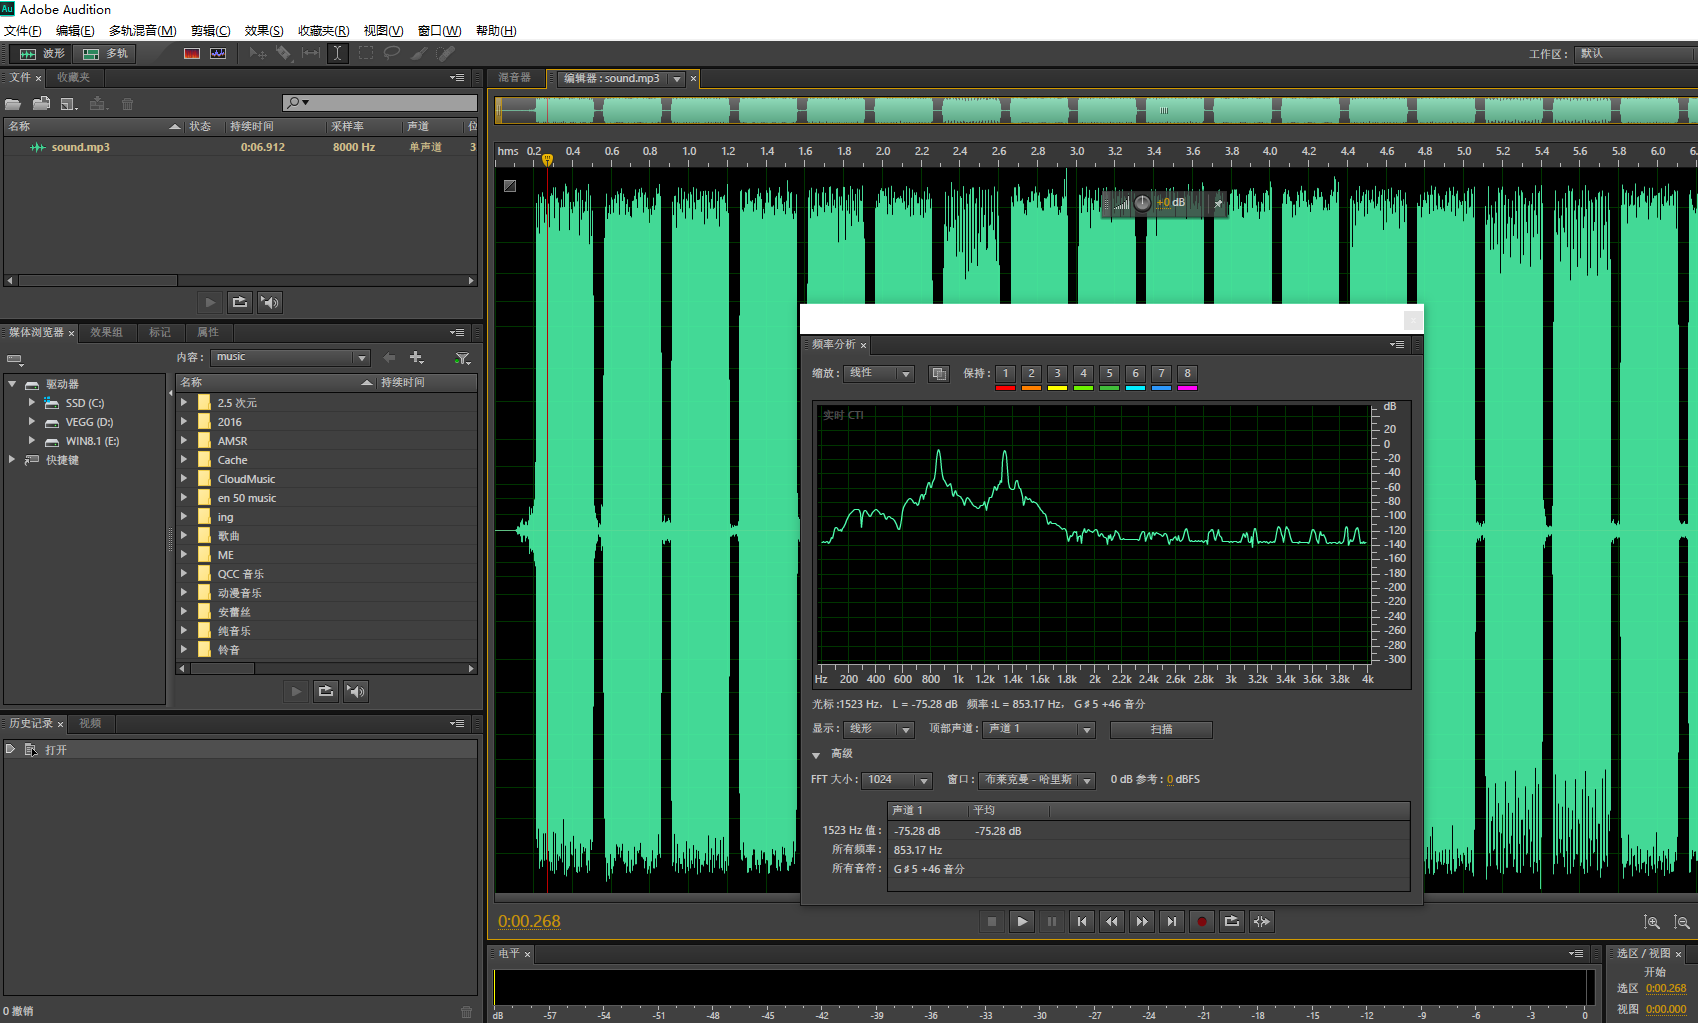 Au Adobe Audition
文件(F) 编辑(E) 多轨混音(M) 剪辑(C) 效果(S) 收藏夹(R) 视图(V) 窗口(W) 帮助(H)
波形 多轨 工作区: 默认
文件 × 收藏夹
混音器 编辑器: sound.mp3 ×
名称 状态 持续时间 采样率 声道 位
sound.mp3 0:06.912 8000 Hz 单声道 3
hms 0.2 0.4 0.6 0.8 1.0 1.2 1.4 1.6 1.8 2.0 2.2 2.4 2.6 2.8 3.0 3.2 3.4 3.6 3.8 4.0 4.2 4.4 4.6 4.8 5.0 5.2 5.4 5.6 5.8 6.0 6.
+0 dB
媒体浏览器 × 效果组 标记 属性
内容: music
驱动器
SSD (C:)
VEGG (D:)
WIN8.1 (E:)
快捷键
名称 持续时间
2.5 次元
2016
AMSR
Cache
CloudMusic
en 50 music
ing
歌曲
ME
QCC 音乐
动漫音乐
安蕾丝
纯音乐
铃音
频率分析 ×
缩放: 线性 保持: 1 2 3 4 5 6 7 8
实时 CTI
dB
20
0
-20
-40
-60
-80
-100
-120
-140
-160
-180
-200
-220
-240
-260
-280
-300
Hz 200 400 600 800 1k 1.2k 1.4k 1.6k 1.8k 2k 2.2k 2.4k 2.6k 2.8k 3k 3.2k 3.4k 3.6k 3.8k 4k
光标:1523 Hz, L = -75.28 dB 频率:L = 853.17 Hz, G♯5 +46 音分
显示: 线形 顶部声道: 声道 1 扫描
高级
FFT 大小: 1024 窗口: 布莱克曼 - 哈里斯 0 dB 参考: 0 dBFS
声道 1 平均
1523 Hz 值: -75.28 dB -75.28 dB
所有频率: 853.17 Hz
所有音符: G♯5 +46 音分
历史记录 × 视频
打开
0 撤销
0:00.268
电平 ×
dB -57 -54 -51 -48 -45 -42 -39 -36 -33 -30 -27 -24 -21 -18 -15 -12 -9 -6 -3 0
选区 / 视图 ×
开始
选区 0:00.268
视图 0:00.000